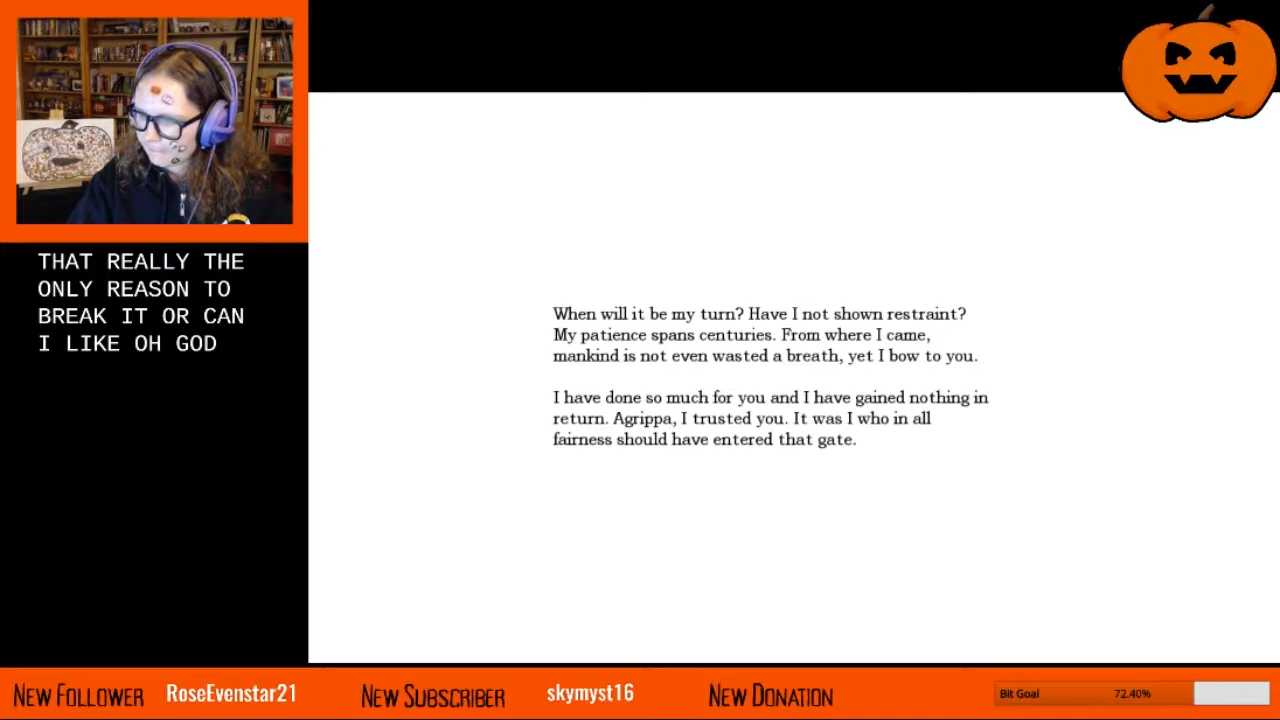 THAT REALLY THE
ONLY REASON TO
BREAK IT OR CAN
I LIKE OH GOD
When will it be my turn? Have I not shown restraint?
My patience spans centuries. From where I came,
mankind is not even wasted a breath, yet I bow to you.
I have done so much for you and I have gained nothing in
return. Agrippa, I trusted you. It was I who in all
fairness should have entered that gate.
NEW FOLLOWER RoseEvenstar21 NEW SUBSCRIBER skymyst16 NEW DONATION Bit Goal 72.40%